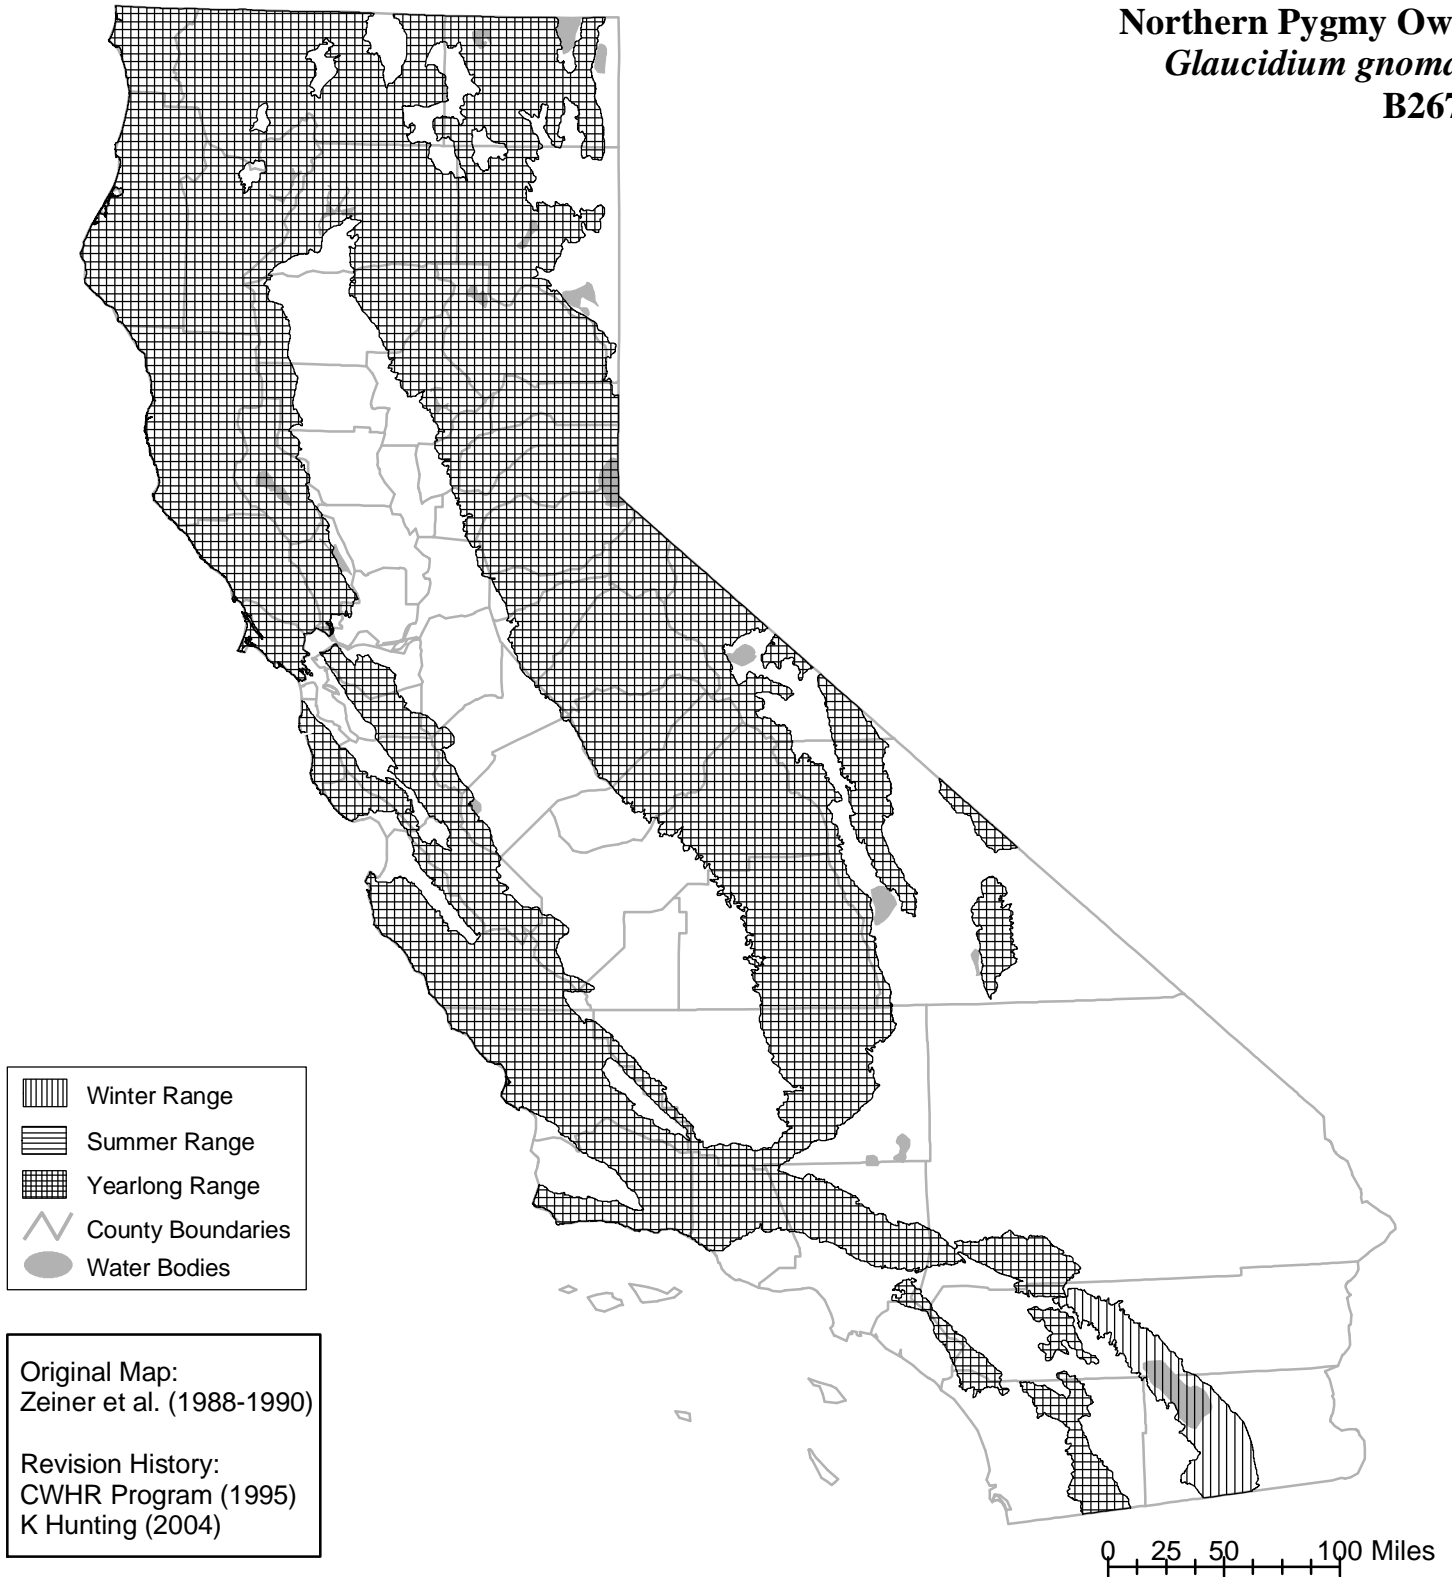 Northern Pygmy Ow
Glaucidium gnoma
B267
Winter Range
Summer Range
Yearlong Range
County Boundaries
Water Bodies
Original Map:
Zeiner et al. (1988-1990)
Revision History:
CWHR Program (1995)
K Hunting (2004)
0 25 50 100 Miles